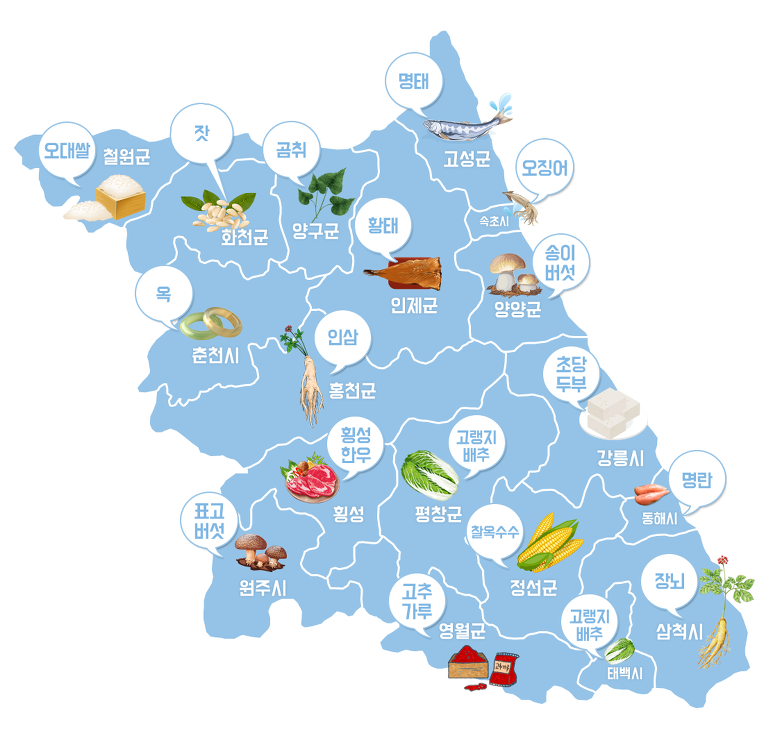 명태
고성군
오대쌀
철원군
잣
화천군
곰취
양구군
오징어
속초시
황태
인제군
송이
버섯
양양군
옥
춘천시
인삼
홍천군
초당
두부
강릉시
횡성
한우
횡성
고랭지
배추
평창군
명란
동해시
표고
버섯
원주시
찰옥수수
정선군
장뇌
삼척시
고추
가루
영월군
고랭지
배추
태백시